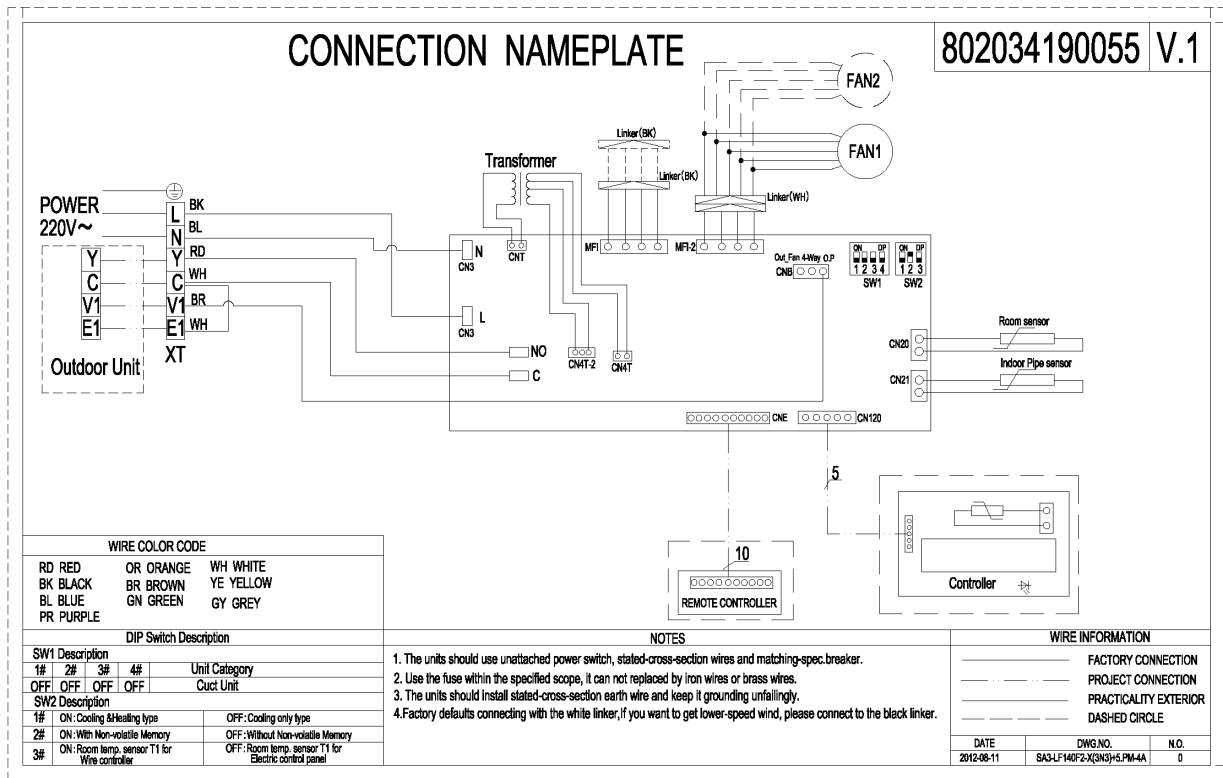 CONNECTION NAMEPLATE
802034190055 V.1
FAN2
FAN1
Linker(BK)
Linker(BK)
Linker(WH)
Transformer
POWER
220V~
L BK
N BL
Y Y RD
C C WH
V1 V1 BR
E1 E1 WH
XT
Outdoor Unit
N
CN3
L
CN3
NO
C
CNT
CN4T-2
CN4T
MFI
MFI-2
Out_Fan 4-Way O.P
CNB
ON DP
1 2 3 4
SW1
ON DP
1 2 3
SW2
Room sensor
CN20
Indoor Pipe sensor
CN21
CNE
CN120
5
10
REMOTE CONTROLLER
Controller
WIRE COLOR CODE
RD RED OR ORANGE WH WHITE
BK BLACK BR BROWN YE YELLOW
BL BLUE GN GREEN GY GREY
PR PURPLE
DIP Switch Description
SW1 Description
1# 2# 3# 4# Unit Category
OFF OFF OFF OFF Cuct Unit
SW2 Description
1# ON:Cooling &Heating type OFF:Cooling only type
2# ON:With Non-volatile Memory OFF:Without Non-volatile Memory
3# ON:Room temp. sensor T1 for Wire controller OFF:Room temp. sensor T1 for Electric control panel
NOTES
1. The units should use unattached power switch, stated-cross-section wires and matching-spec.breaker.
2. Use the fuse within the specified scope, it can not replaced by iron wires or brass wires.
3. The units should install stated-cross-section earth wire and keep it grounding unfailingly.
4.Factory defaults connecting with the white linker,if you want to get lower-speed wind, please connect to the black linker.
WIRE INFORMATION
FACTORY CONNECTION
PROJECT CONNECTION
PRACTICALITY EXTERIOR
DASHED CIRCLE
DATE DWG.NO. N.O.
2012-08-11 SA3-LF140F2-X(3N3)+5.PM-4A 0